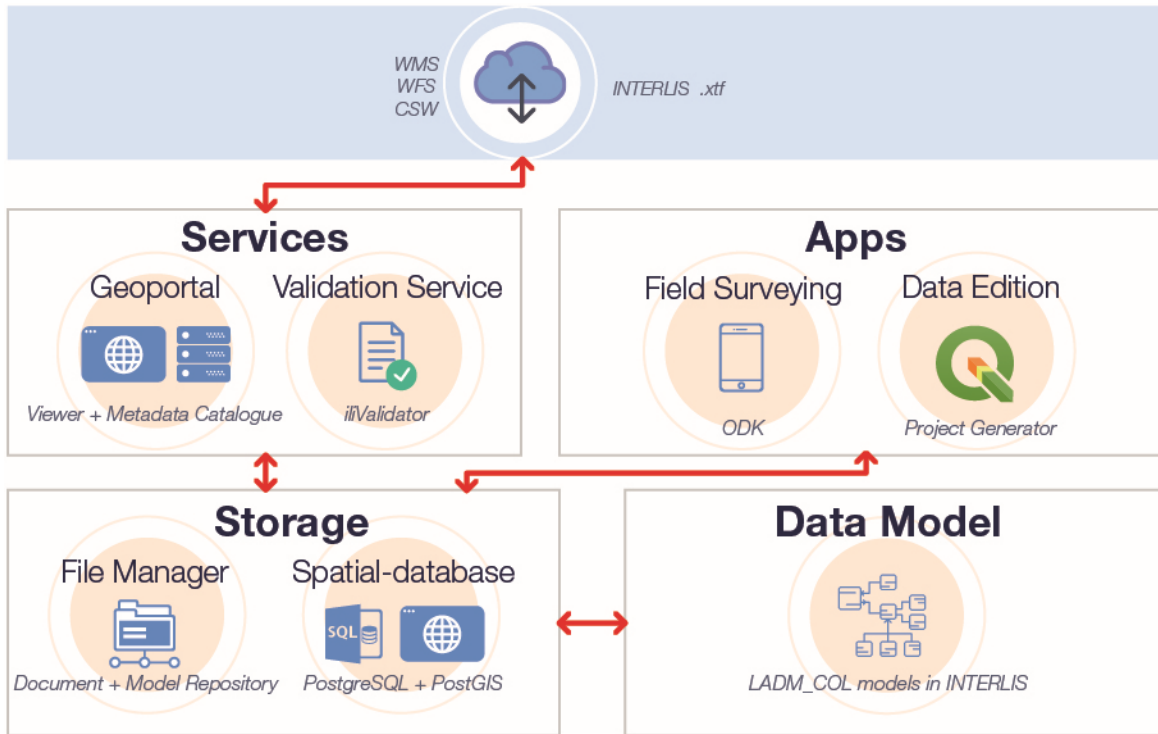 WMS
WFS
CSW
INTERLIS .xtf
Services
Geoportal
Validation Service
Viewer + Metadata Catalogue
iliValidator
Apps
Field Surveying
Data Edition
ODK
Project Generator
Storage
File Manager
Spatial-database
SQL
Document + Model Repository
PostgreSQL + PostGIS
Data Model
LADM_COL models in INTERLIS